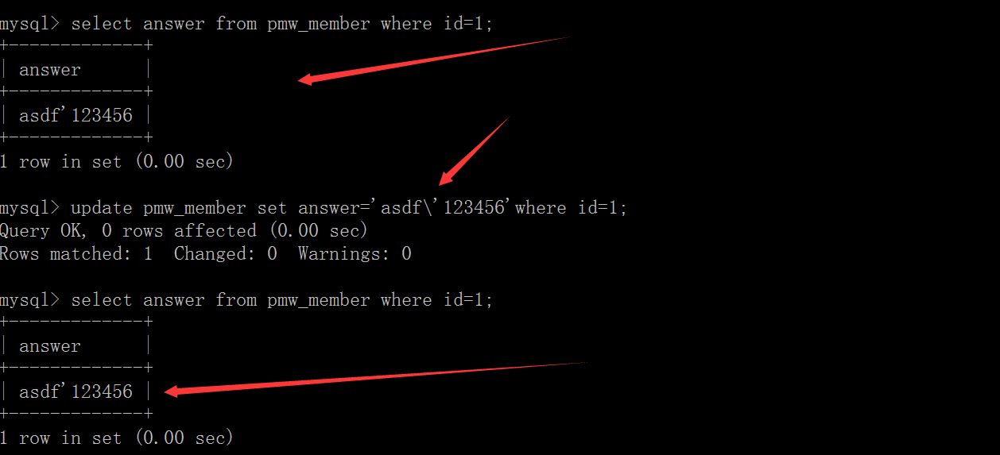 mysql> select answer from pmw_member where id=1;
+-------------+
| answer      |
+-------------+
| asdf'123456 |
+-------------+
1 row in set (0.00 sec)
mysql> update pmw_member set answer='asdf\'123456'where id=1;
Query OK, 0 rows affected (0.00 sec)
Rows matched: 1  Changed: 0  Warnings: 0
mysql> select answer from pmw_member where id=1;
+-------------+
| answer      |
+-------------+
| asdf'123456 |
+-------------+
1 row in set (0.00 sec)